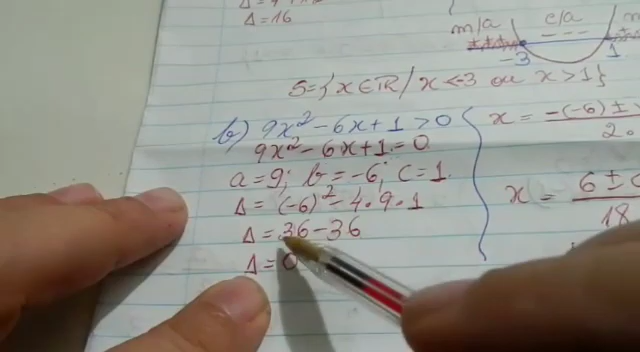 Δ=16
m/a c/a m
-3 1
S={x∈ℝ/x<-3 ou x>1}
b) 9x²-6x+1>0
9x²-6x+1=0
a=9; b=-6; c=1.
Δ=(-6)²-4.9.1
Δ=36-36
Δ=0
x = -(-6)±
2.
x = 6±
18